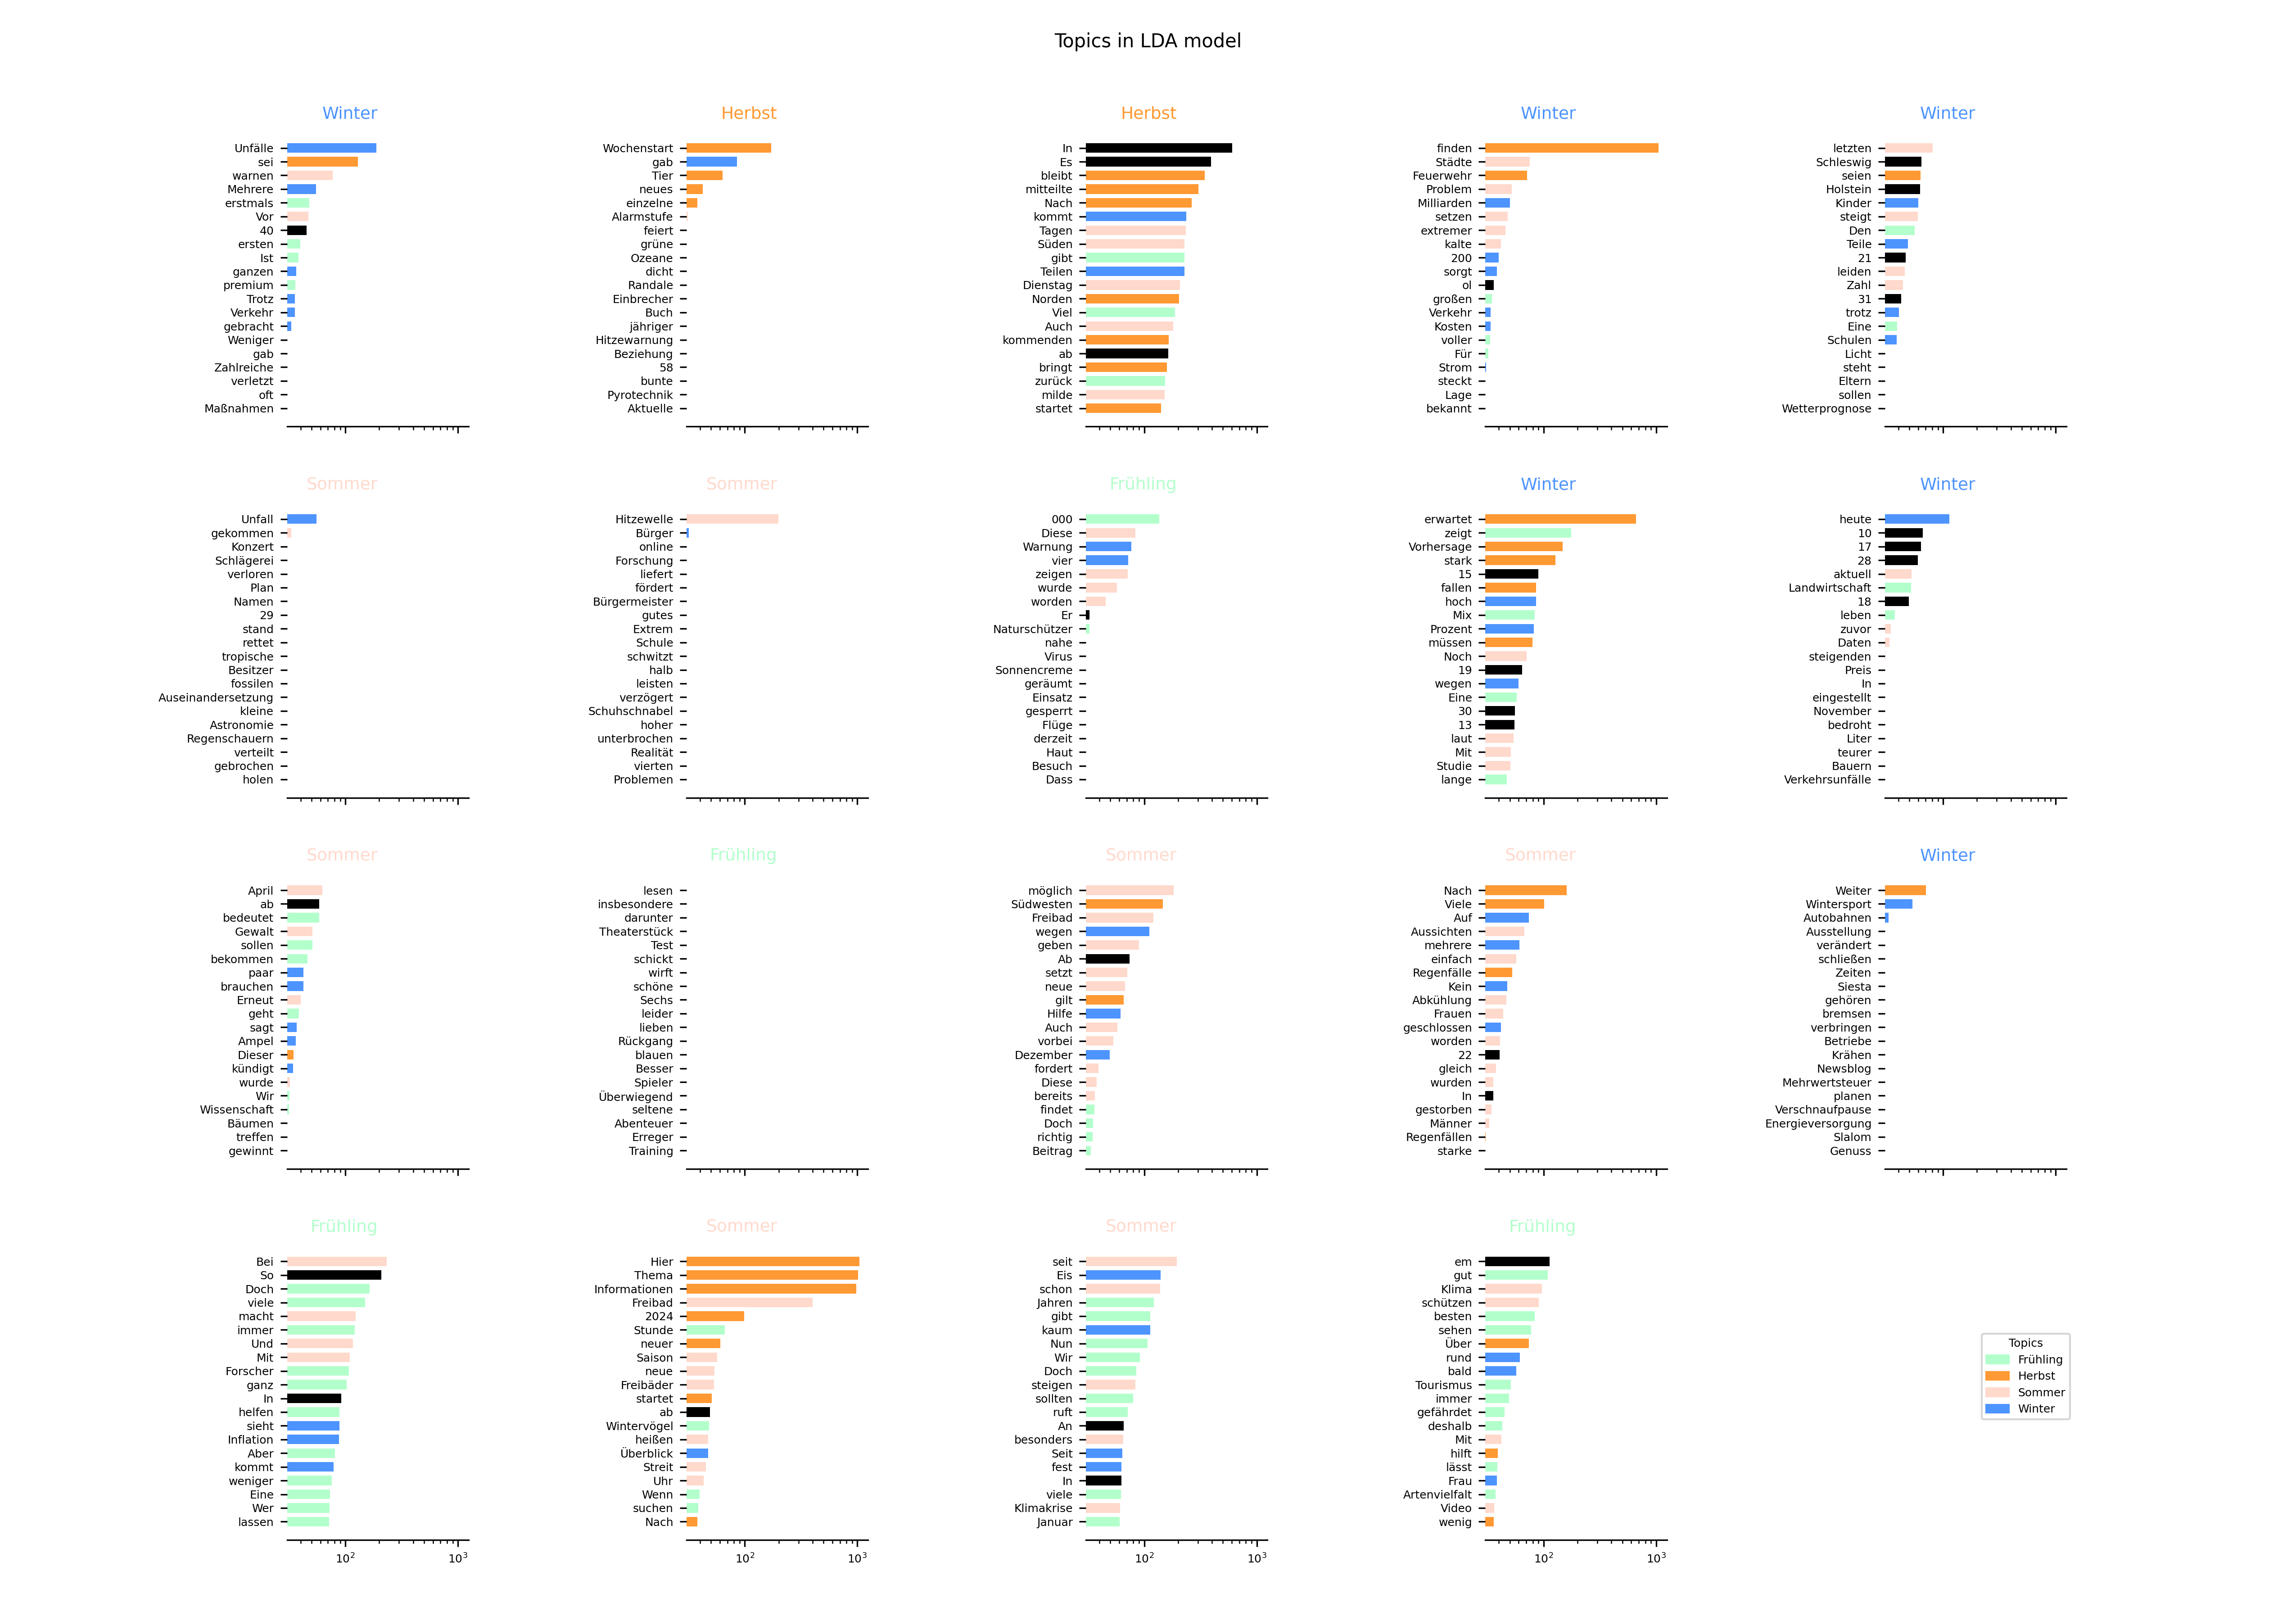 Topics in LDA model
Winter
Unfälle
sei
warnen
Mehrere
erstmals
Vor
40
ersten
Ist
ganzen
premium
Trotz
Verkehr
gebracht
Weniger
gab
Zahlreiche
verletzt
oft
Maßnahmen
Herbst
Wochenstart
gab
Tier
neues
einzelne
Alarmstufe
feiert
grüne
Ozeane
dicht
Randale
Einbrecher
Buch
jähriger
Hitzewarnung
Beziehung
58
bunte
Pyrotechnik
Aktuelle
Herbst
In
Es
bleibt
mitteilte
Nach
kommt
Tagen
Süden
gibt
Teilen
Dienstag
Norden
Viel
Auch
kommenden
ab
bringt
zurück
milde
startet
Winter
finden
Städte
Feuerwehr
Problem
Milliarden
setzen
extremer
kalte
200
sorgt
ol
großen
Verkehr
Kosten
voller
Für
Strom
steckt
Lage
bekannt
Winter
letzten
Schleswig
seien
Holstein
Kinder
steigt
Den
Teile
21
leiden
Zahl
31
trotz
Eine
Schulen
Licht
steht
Eltern
sollen
Wetterprognose
Sommer
Unfall
gekommen
Konzert
Schlägerei
verloren
Plan
Namen
29
stand
rettet
tropische
Besitzer
fossilen
Auseinandersetzung
kleine
Astronomie
Regenschauern
verteilt
gebrochen
holen
Sommer
Hitzewelle
Bürger
online
Forschung
liefert
fördert
Bürgermeister
gutes
Extrem
Schule
schwitzt
halb
leisten
verzögert
Schuhschnabel
hoher
unterbrochen
Realität
vierten
Problemen
Frühling
000
Diese
Warnung
vier
zeigen
wurde
worden
Er
Naturschützer
nahe
Virus
Sonnencreme
geräumt
Einsatz
gesperrt
Flüge
derzeit
Haut
Besuch
Dass
Winter
erwartet
zeigt
Vorhersage
stark
15
fallen
hoch
Mix
Prozent
müssen
Noch
19
wegen
Eine
30
13
laut
Mit
Studie
lange
Winter
heute
10
17
28
aktuell
Landwirtschaft
18
leben
zuvor
Daten
steigenden
Preis
In
eingestellt
November
bedroht
Liter
teurer
Bauern
Verkehrsunfälle
Sommer
April
ab
bedeutet
Gewalt
sollen
bekommen
paar
brauchen
Erneut
geht
sagt
Ampel
Dieser
kündigt
wurde
Wir
Wissenschaft
Bäumen
treffen
gewinnt
Frühling
lesen
insbesondere
darunter
Theaterstück
Test
schickt
wirft
schöne
Sechs
leider
lieben
Rückgang
blauen
Besser
Spieler
Überwiegend
seltene
Abenteuer
Erreger
Training
Sommer
möglich
Südwesten
Freibad
wegen
geben
Ab
setzt
neue
gilt
Hilfe
Auch
vorbei
Dezember
fordert
Diese
bereits
findet
Doch
richtig
Beitrag
Sommer
Nach
Viele
Auf
Aussichten
mehrere
einfach
Regenfälle
Kein
Abkühlung
Frauen
geschlossen
worden
22
gleich
wurden
In
gestorben
Männer
Regenfällen
starke
Winter
Weiter
Wintersport
Autobahnen
Ausstellung
verändert
schließen
Zeiten
Siesta
gehören
bremsen
verbringen
Betriebe
Krähen
Newsblog
Mehrwertsteuer
planen
Verschnaufpause
Energieversorgung
Slalom
Genuss
Frühling
Bei
So
Doch
viele
macht
immer
Und
Mit
Forscher
ganz
In
helfen
sieht
Inflation
Aber
kommt
weniger
Eine
Wer
lassen
10² 10³
Sommer
Hier
Thema
Informationen
Freibad
2024
Stunde
neuer
Saison
neue
Freibäder
startet
ab
Wintervögel
heißen
Überblick
Streit
Uhr
Wenn
suchen
Nach
10² 10³
Sommer
seit
Eis
schon
Jahren
gibt
kaum
Nun
Wir
Doch
steigen
sollten
ruft
An
besonders
Seit
fest
In
viele
Klimakrise
Januar
10² 10³
Frühling
em
gut
Klima
schützen
besten
sehen
Über
rund
bald
Tourismus
immer
gefährdet
deshalb
Mit
hilft
lässt
Frau
Artenvielfalt
Video
wenig
10² 10³
Topics
Frühling
Herbst
Sommer
Winter